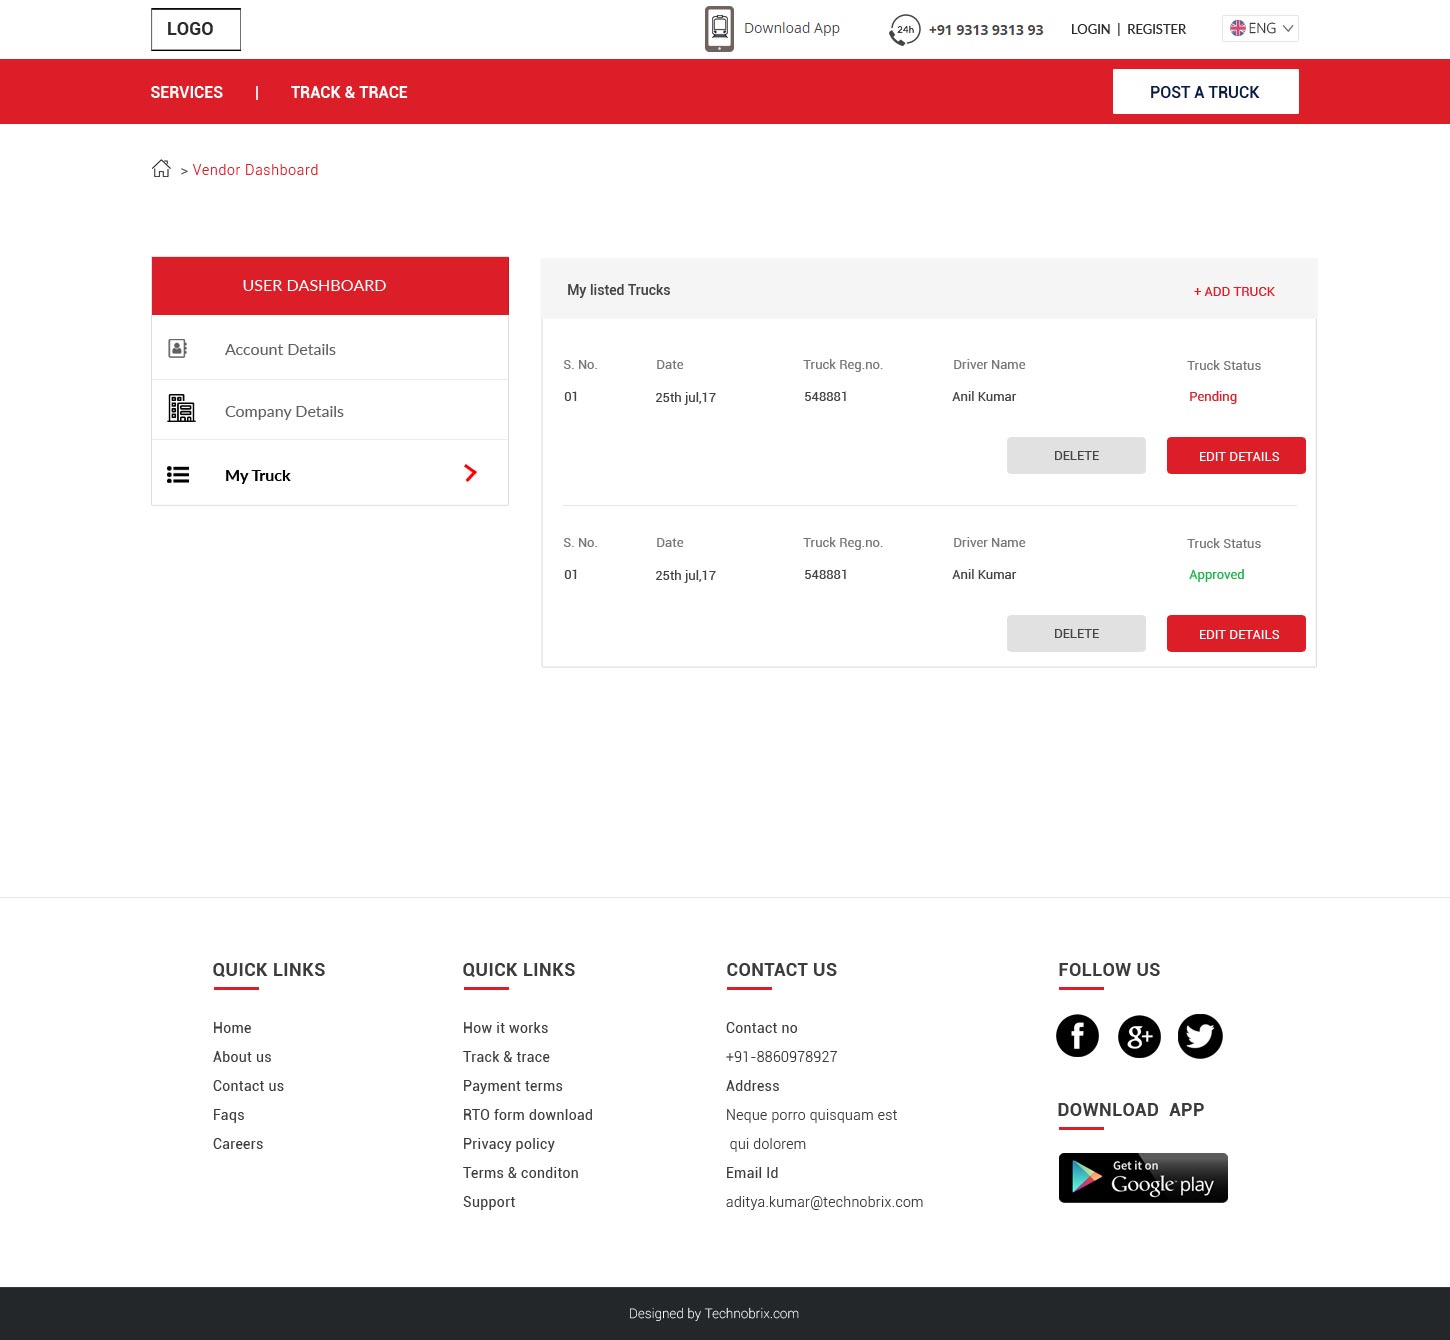 LOGO
Download App
24h
+91 9313 9313 93
LOGIN | REGISTER
ENG
SERVICES | TRACK & TRACE
POST A TRUCK
> Vendor Dashboard
USER DASHBOARD
Account Details
Company Details
My Truck
My listed Trucks
+ ADD TRUCK
S. No. Date Truck Reg.no. Driver Name Truck Status
01 25th jul,17 548881 Anil Kumar Pending
DELETE EDIT DETAILS
S. No. Date Truck Reg.no. Driver Name Truck Status
01 25th jul,17 548881 Anil Kumar Approved
DELETE EDIT DETAILS
QUICK LINKS
Home
About us
Contact us
Faqs
Careers
QUICK LINKS
How it works
Track & trace
Payment terms
RTO form download
Privacy policy
Terms & conditon
Support
CONTACT US
Contact no
+91-8860978927
Address
Neque porro quisquam est
qui dolorem
Email Id
aditya.kumar@technobrix.com
FOLLOW US
f g+
DOWNLOAD APP
Get it on
Google play
Designed by Technobrix.com